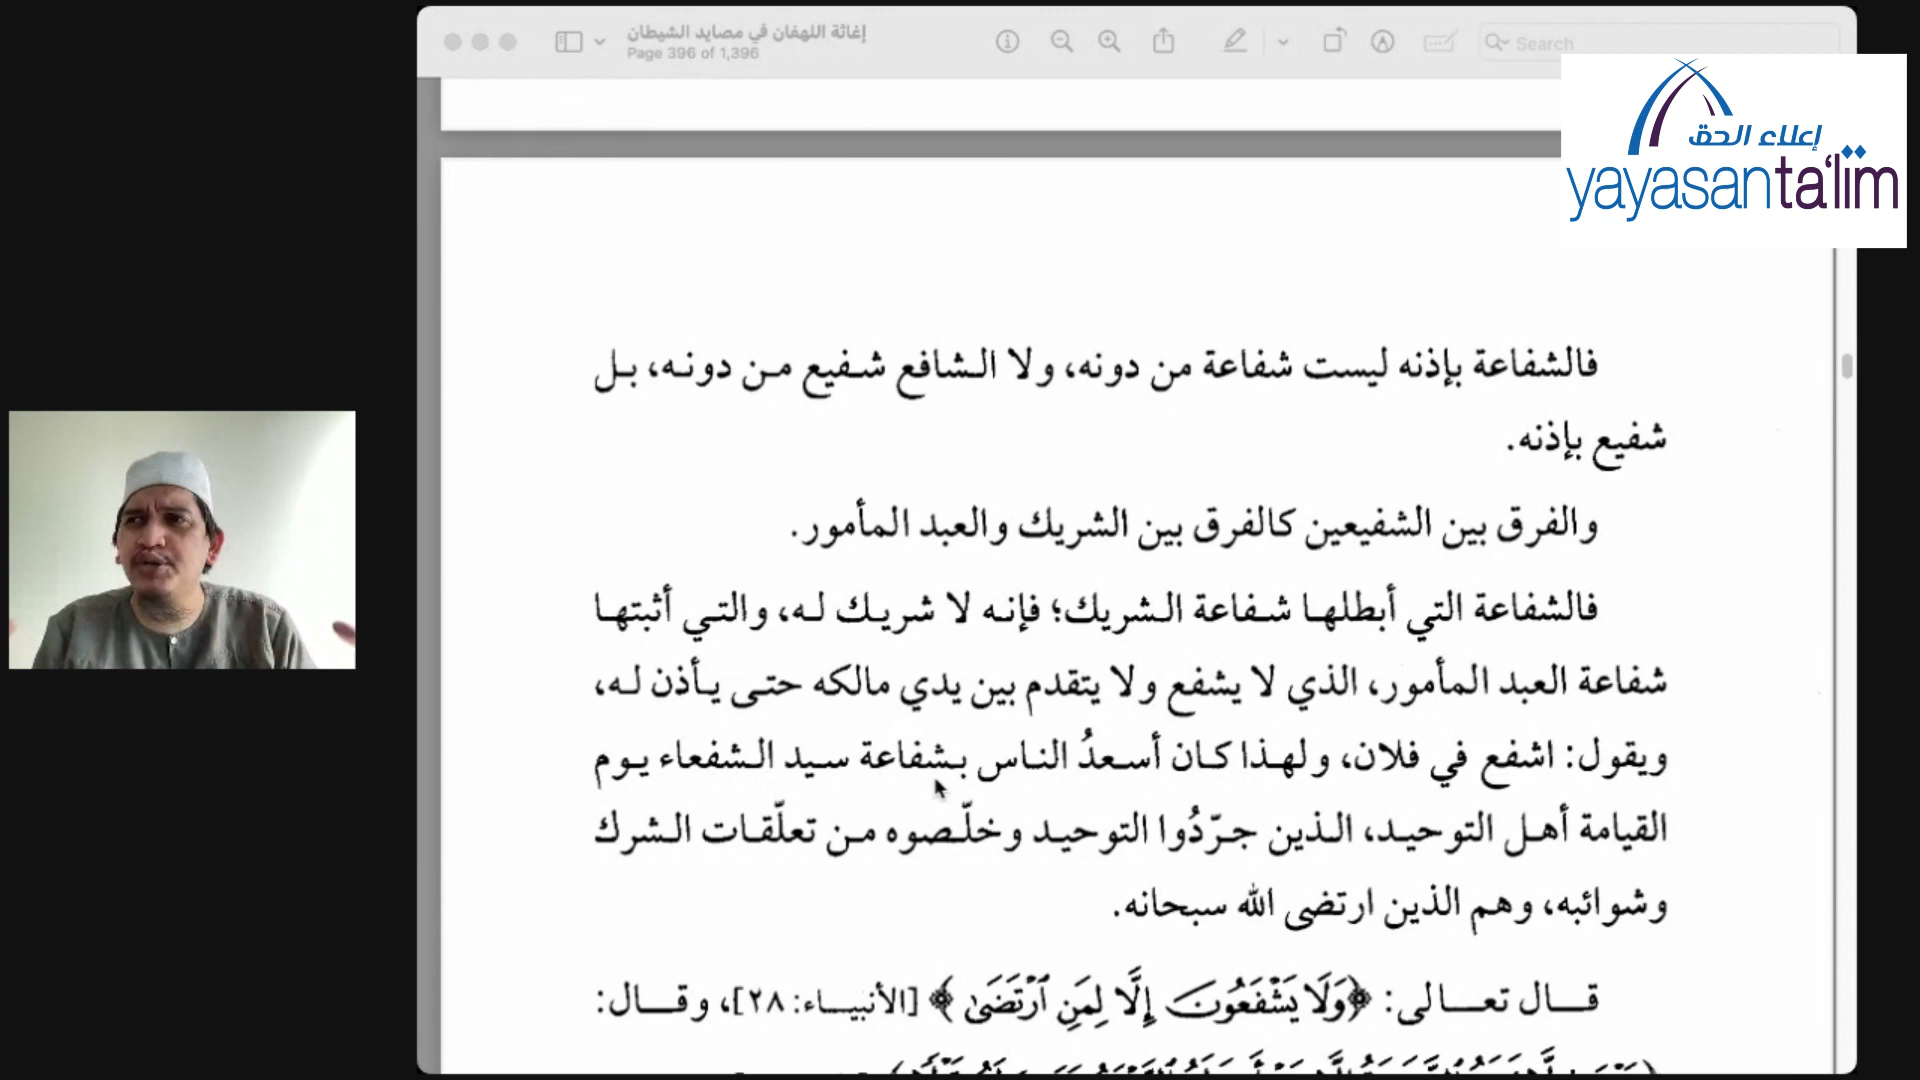 إغاثة اللهفان في مصايد الشيطان
Page 396 of 1,396
Search
إعلاء الحق
yayasanta'lim
فالشفاعة بإذنه ليست شفاعة من دونه، ولا الشافع شفيع من دونه، بل
شفيع بإذنه.
والفرق بين الشفيعين كالفرق بين الشريك والعبد المأمور.
فالشفاعة التي أبطلها شفاعة الشريك؛ فإنه لا شريك له، والتي أثبتها
شفاعة العبد المأمور، الذي لا يشفع ولا يتقدم بين يدي مالكه حتى يأذن له،
ويقول: اشفع في فلان، ولهذا كان أسعدُ الناس بشفاعة سيد الشفعاء يوم
القيامة أهل التوحيد، الذين جرّدُوا التوحيد وخلّصوه من تعلّقات الشرك
وشوائبه، وهم الذين ارتضى الله سبحانه.
قال تعالى: ﴿وَلَا يَشْفَعُونَ إِلَّا لِمَنِ ٱرْتَضَىٰ﴾ [الأنبياء: ٢٨]، وقال: